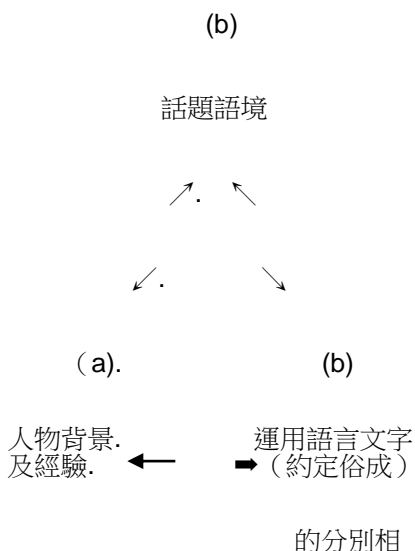 (b)
話題語境
.
.
（a). (b)
人物背景. 運用語言文字
及經驗. （約定俗成）
的分別相